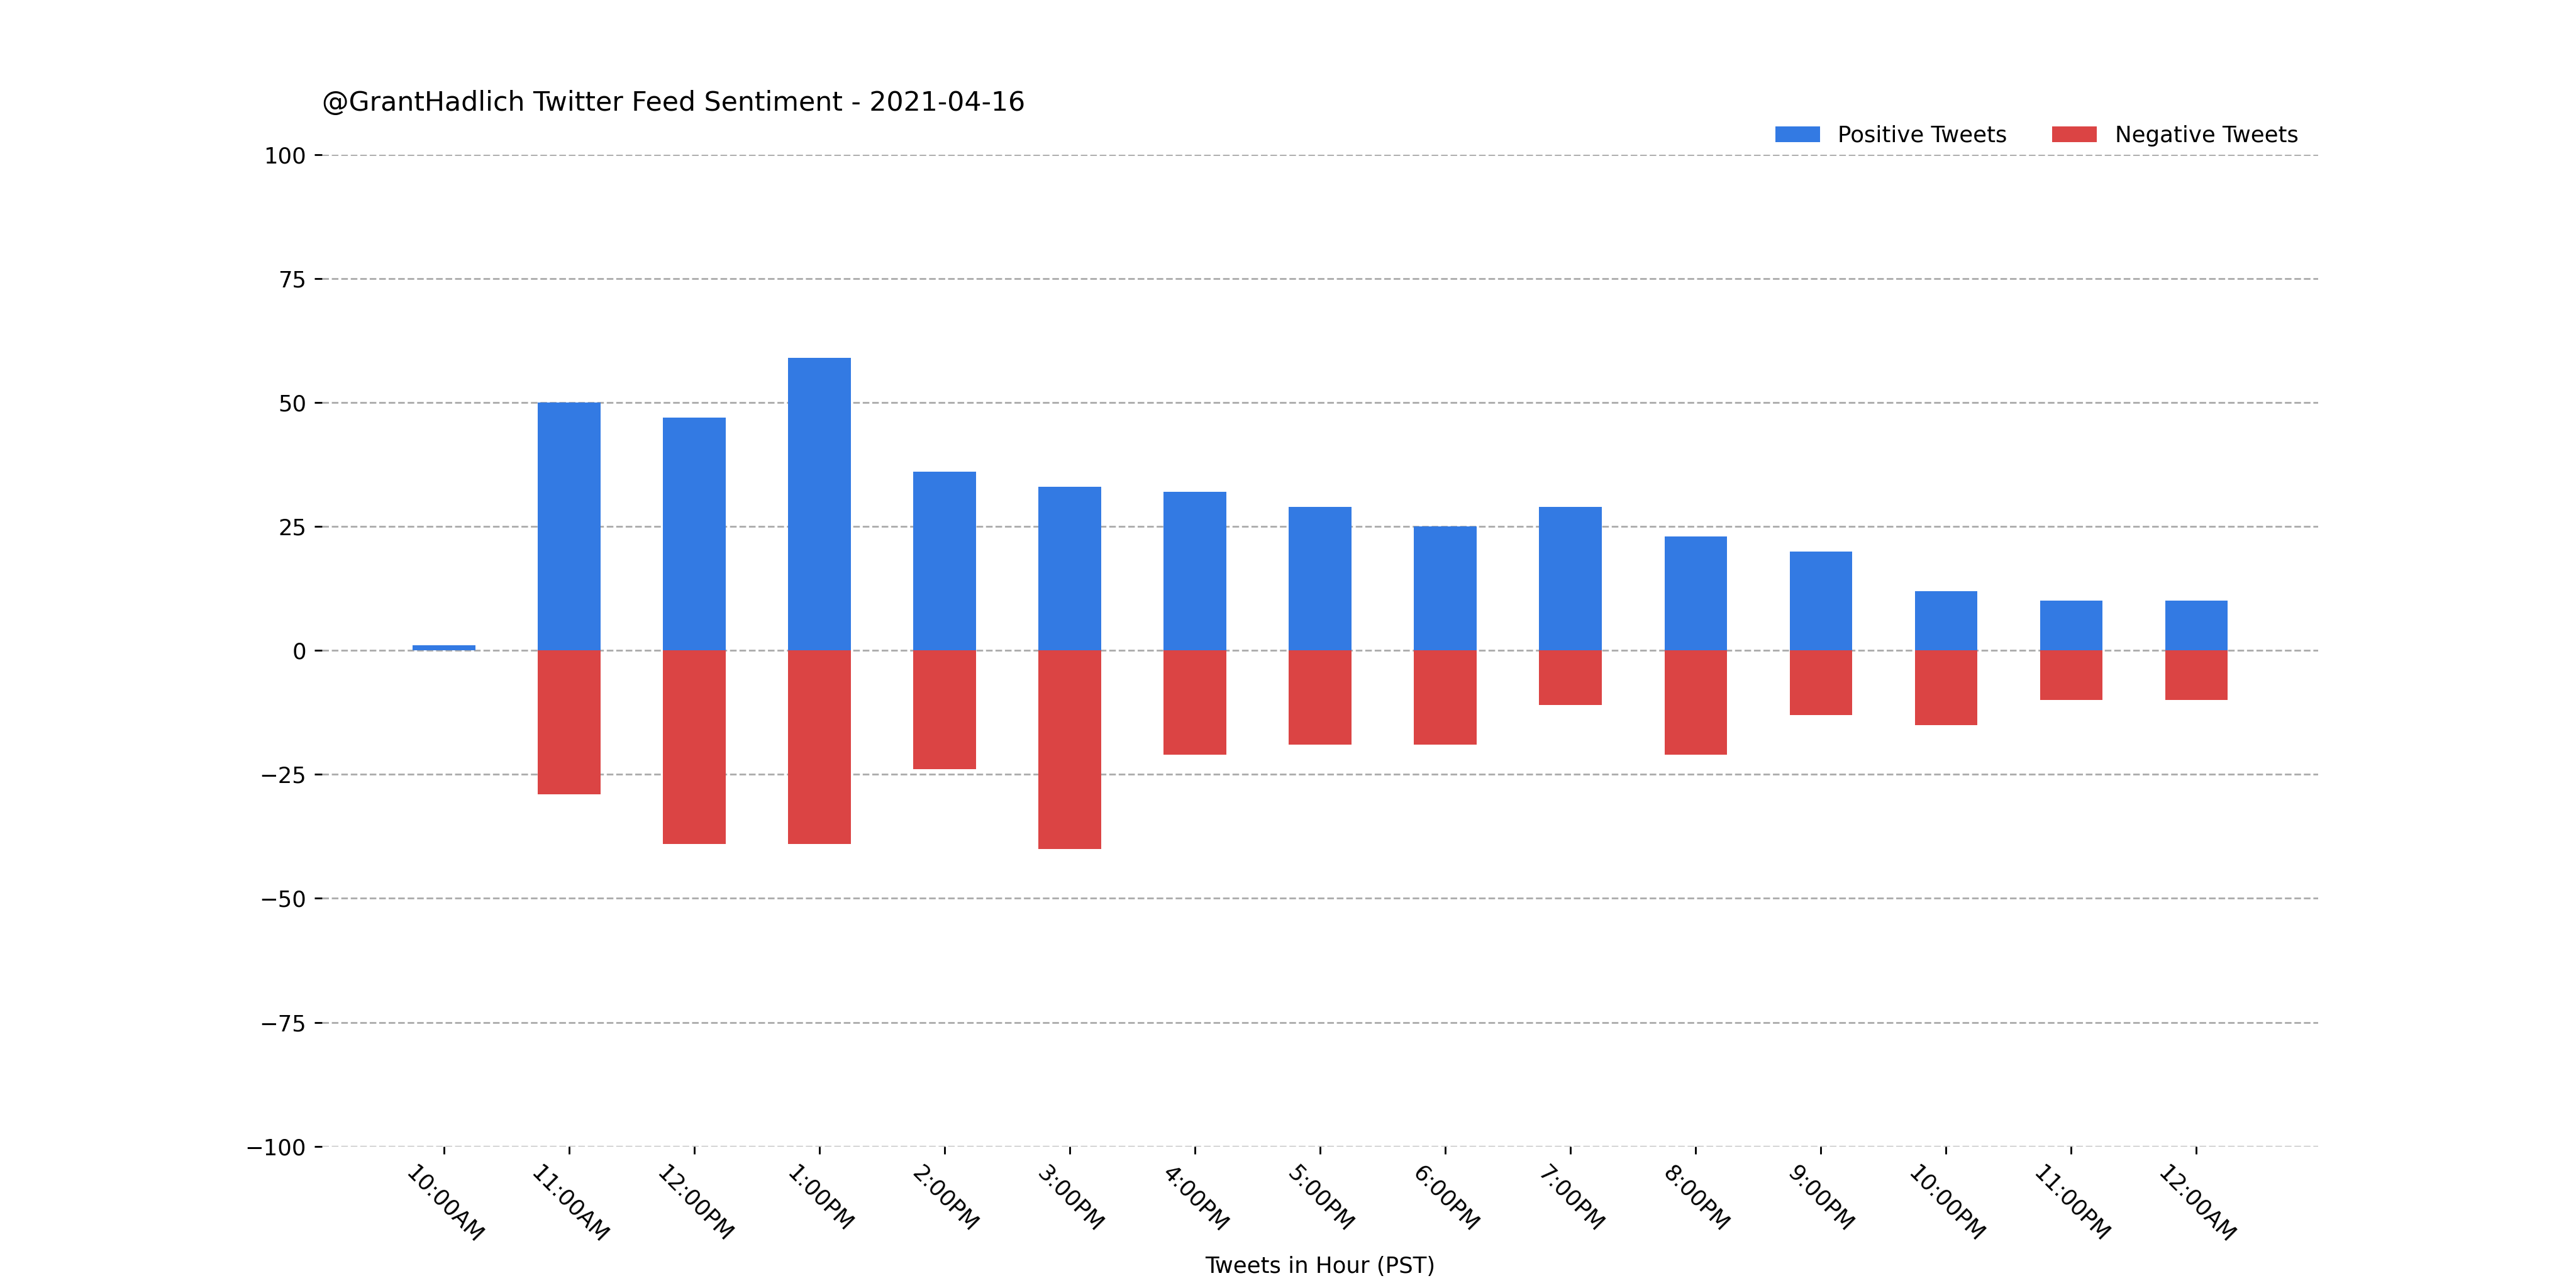 @GrantHadlich Twitter Feed Sentiment - 2021-04-16
Positive Tweets
Negative Tweets
100
75
50
25
0
−25
−50
−75
−100
10:00AM
11:00AM
12:00PM
1:00PM
2:00PM
3:00PM
4:00PM
5:00PM
6:00PM
7:00PM
8:00PM
9:00PM
10:00PM
11:00PM
12:00AM
Tweets in Hour (PST)